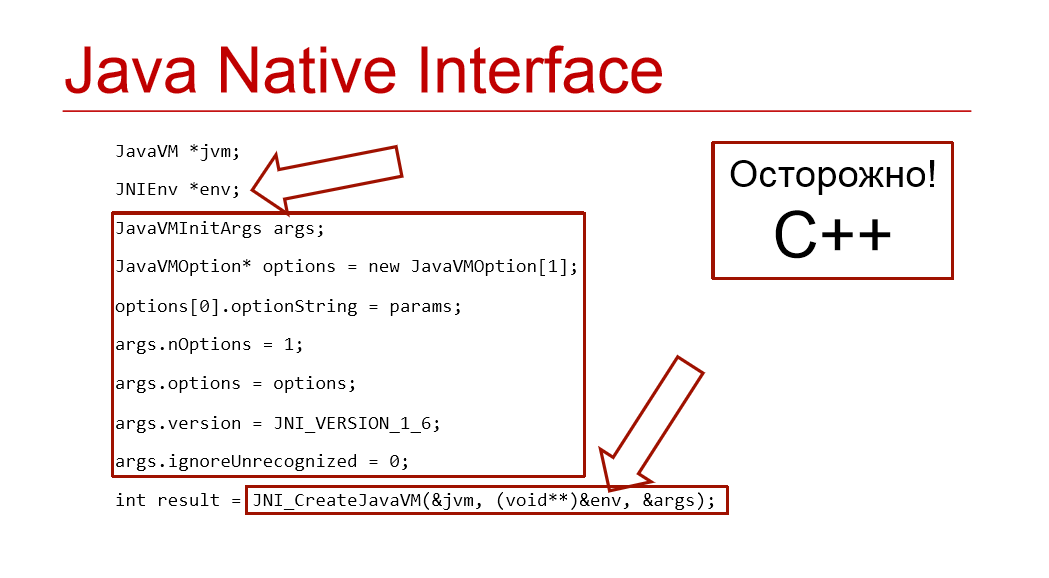 Java Native Interface
JavaVM *jvm;
JNIEnv *env;
JavaVMInitArgs args;
JavaVMOption* options = new JavaVMOption[1];
options[0].optionString = params;
args.nOptions = 1;
args.options = options;
args.version = JNI_VERSION_1_6;
args.ignoreUnrecognized = 0;
int result = JNI_CreateJavaVM(&jvm, (void**)&env, &args);
Осторожно!
C++